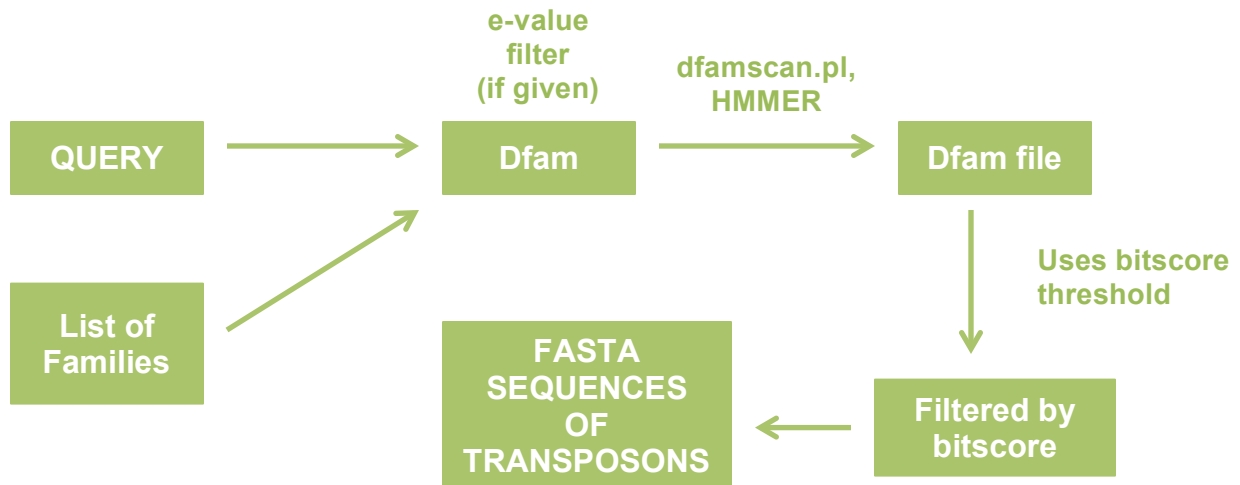 e-value
filter
(if given)
dfamscan.pl,
HMMER
QUERY
Dfam
Dfam file
List of
Families
Uses bitscore
threshold
FASTA
SEQUENCES
OF
TRANSPOSONS
Filtered by
bitscore